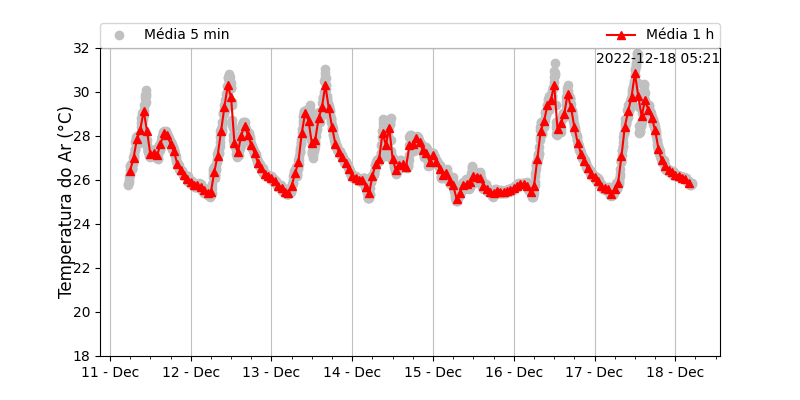 Média 5 min
Média 1 h
2022-12-18 05:21
Temperatura do Ar (°C)
32
30
28
26
24
22
20
18
11 - Dec
12 - Dec
13 - Dec
14 - Dec
15 - Dec
16 - Dec
17 - Dec
18 - Dec